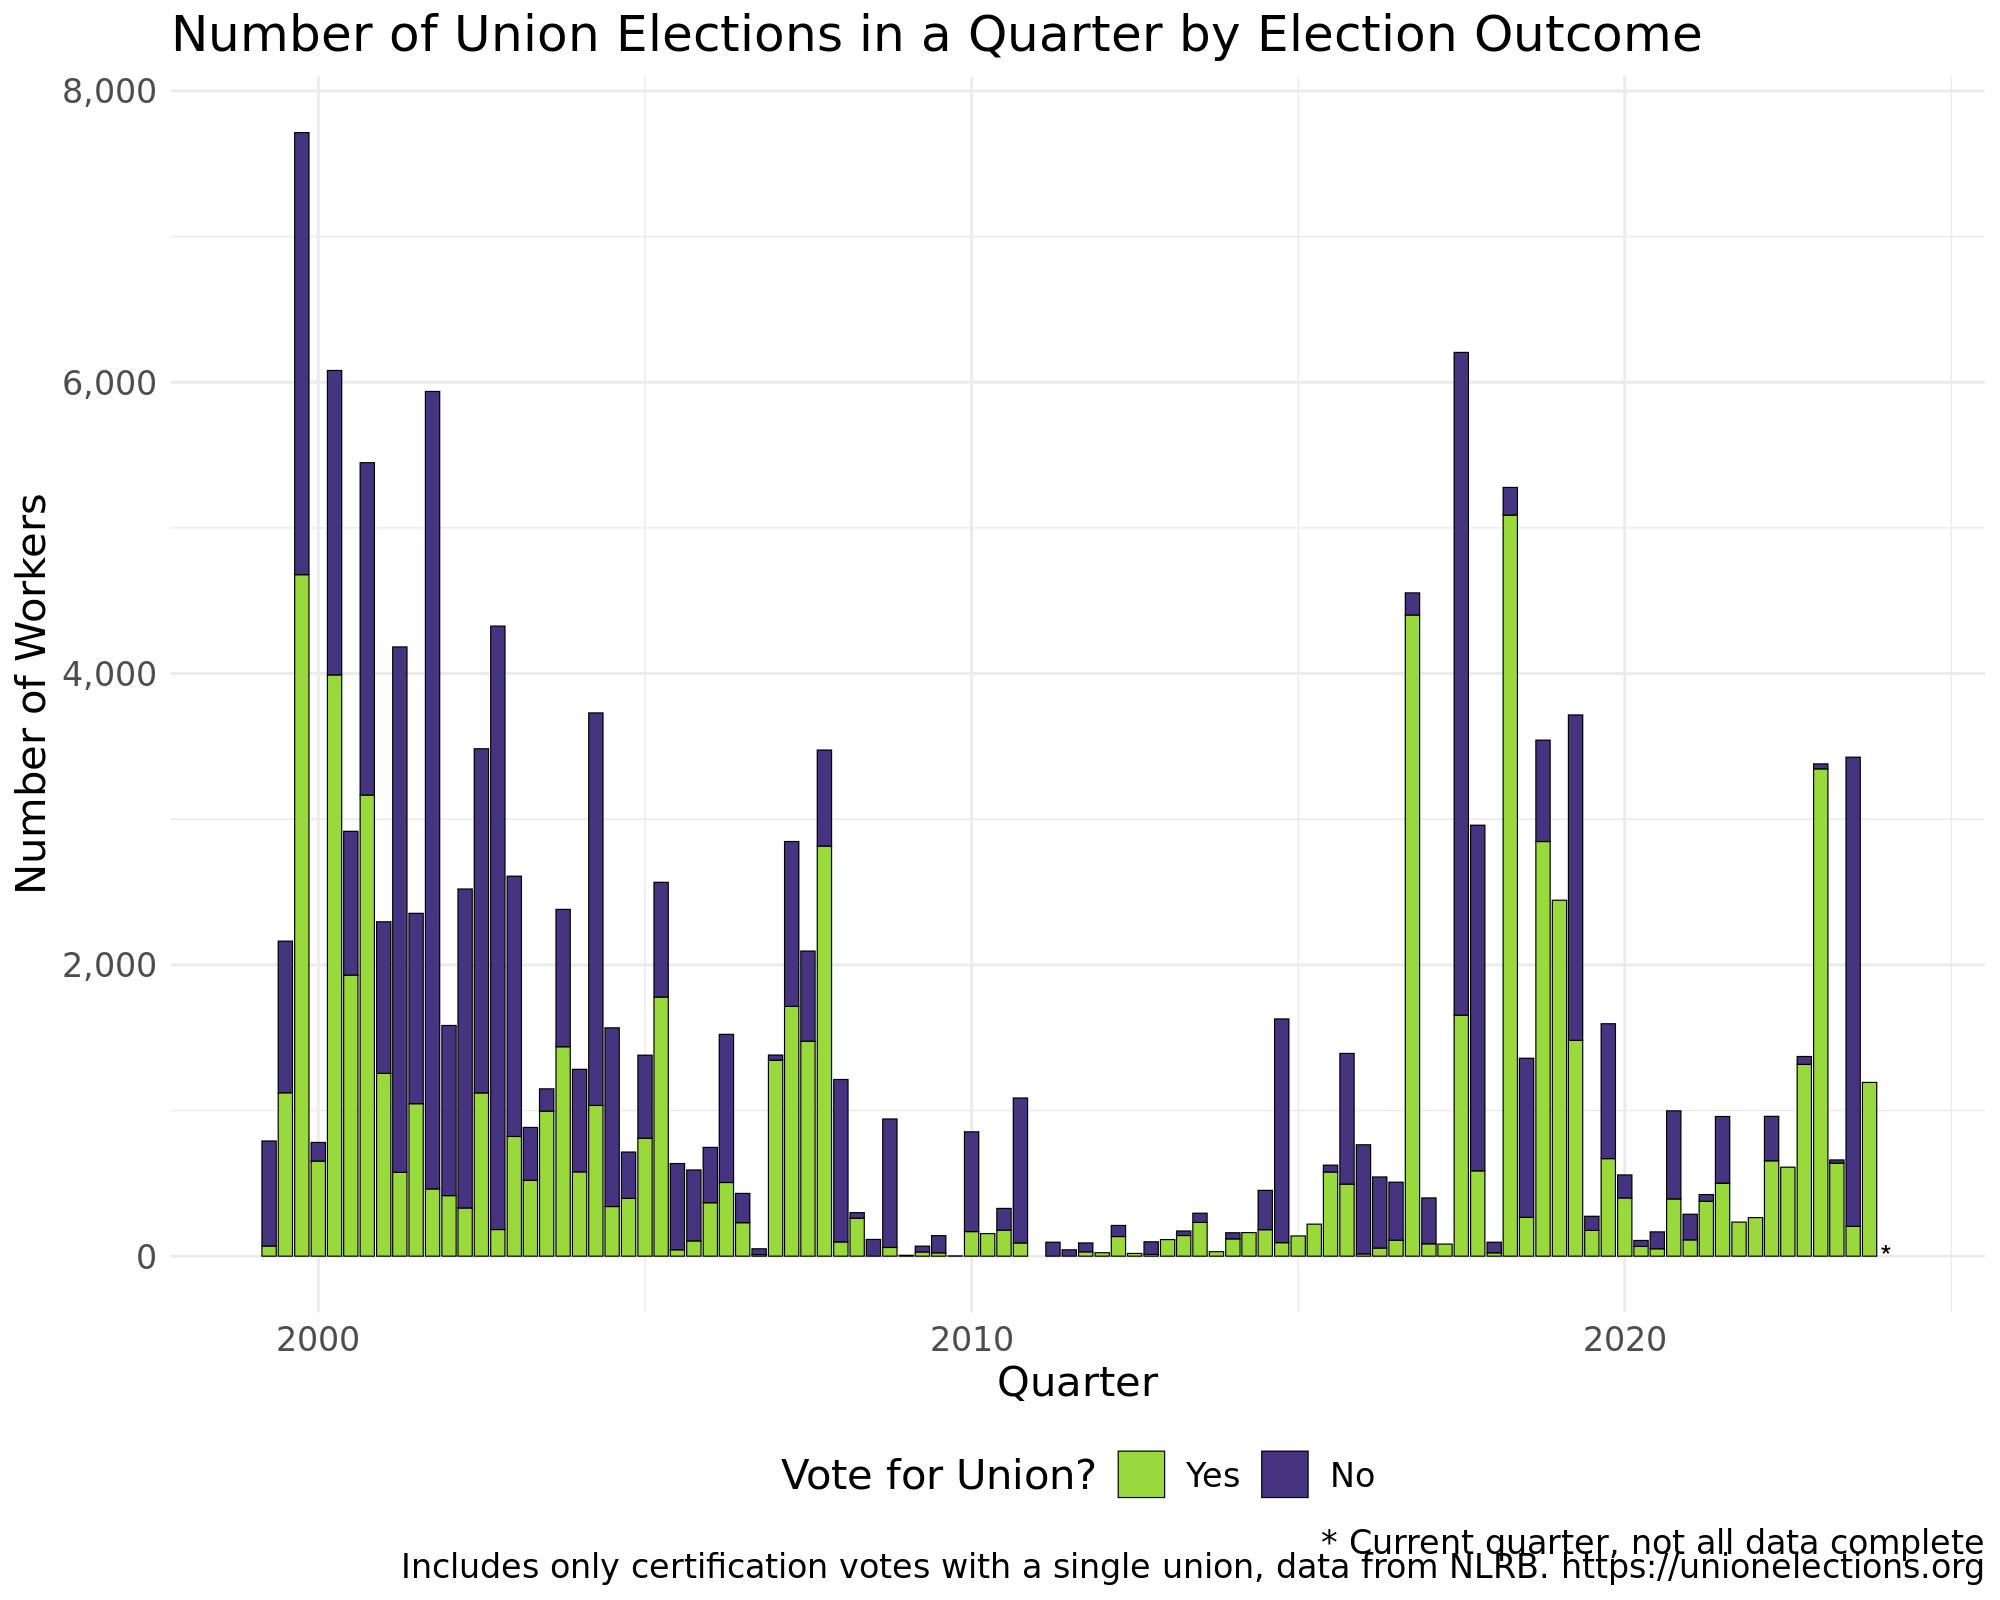 Number of Union Elections in a Quarter by Election Outcome
8,000
6,000
4,000
2,000
0
Number of Workers
*
2000 2010 2020
Quarter
Vote for Union? Yes No
* Current quarter, not all data complete
Includes only certification votes with a single union, data from NLRB. https://unionelections.org